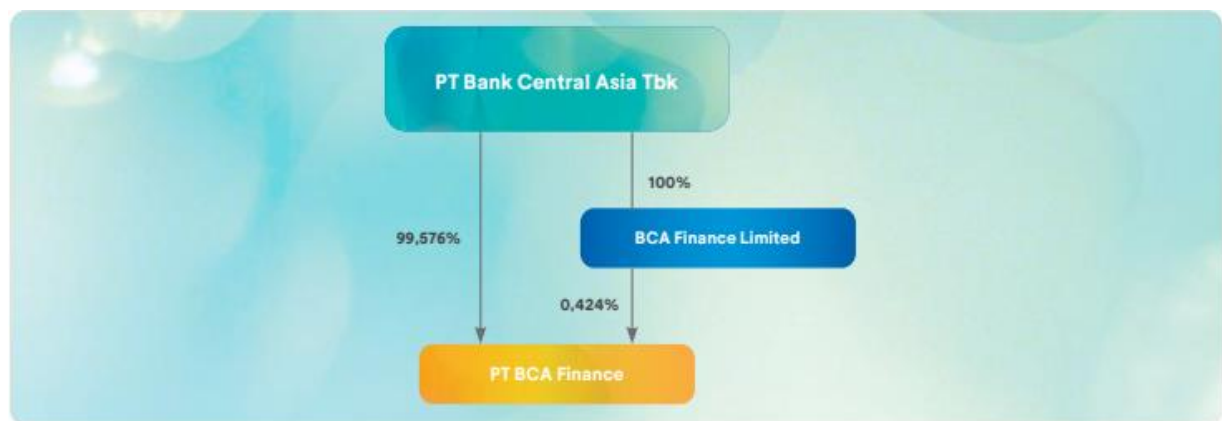 PT Bank Central Asia Tbk
100%
99,576%
BCA Finance Limited
0,424%
PT BCA Finance